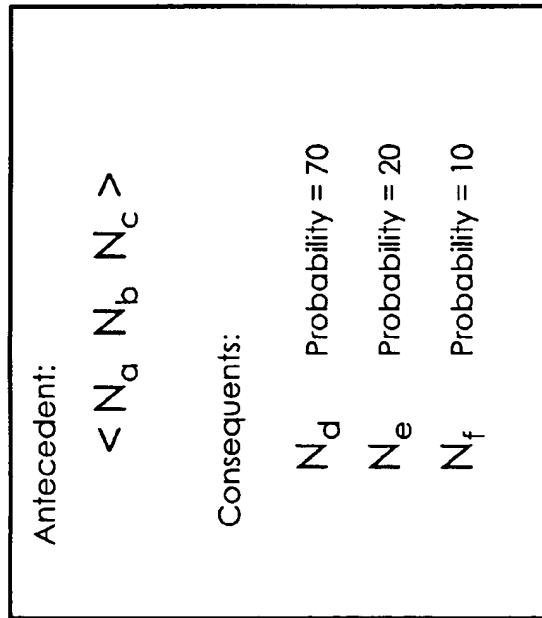 Antecedent:
< Na Nb Nc >
Consequents:
Nd Probability = 70
Ne Probability = 20
Nf Probability = 10